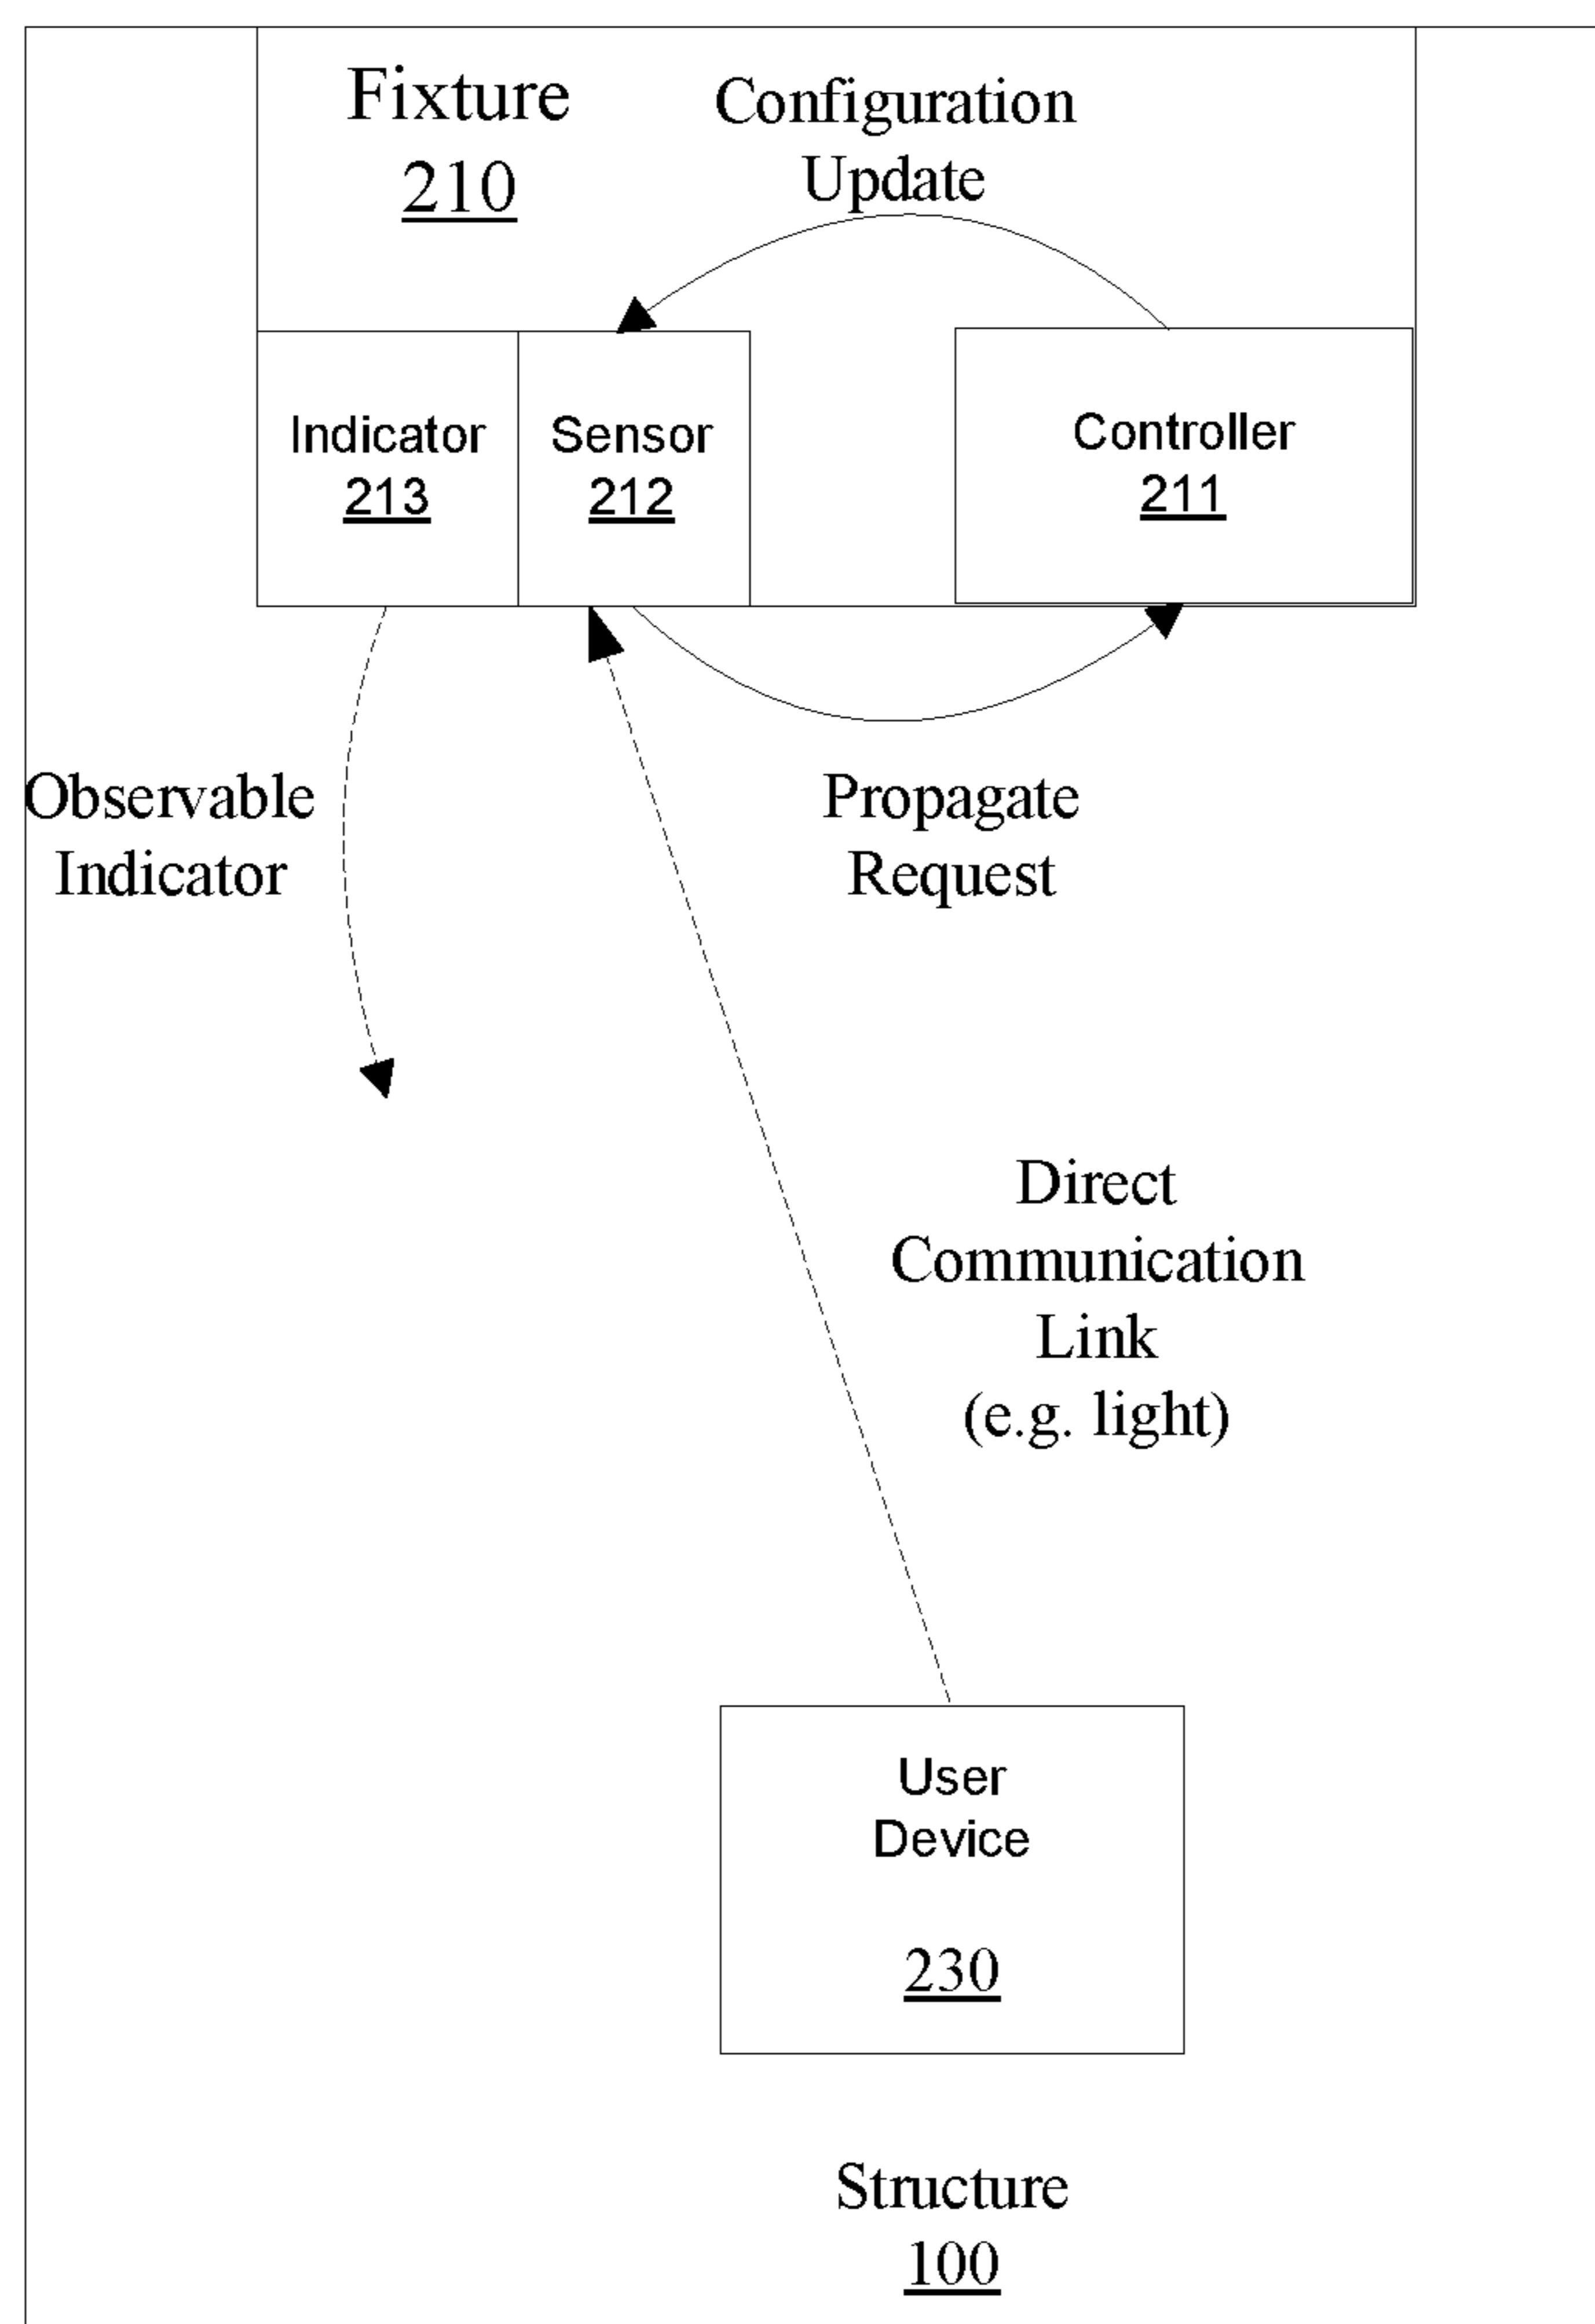 Fixture
210
Configuration
Update
Indicator
213
Sensor
212
Controller
211
Observable
Indicator
Propagate
Request
Direct
Communication
Link
(e.g. light)
User
Device
230
Structure
100